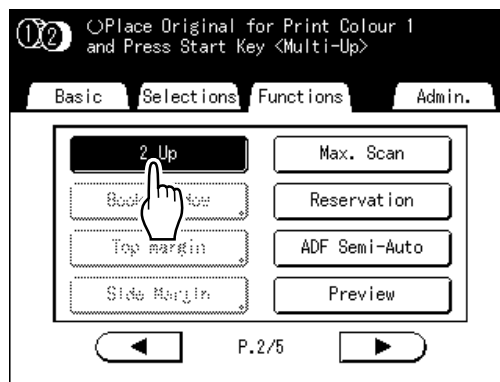 ①② Place Original for Print Colour 1
and Press Start Key <Multi-Up>
Basic Selections Functions Admin.
2 Up Max. Scan
Reservation
Top margin ADF Semi-Auto
Side Margin Preview
P.2/5